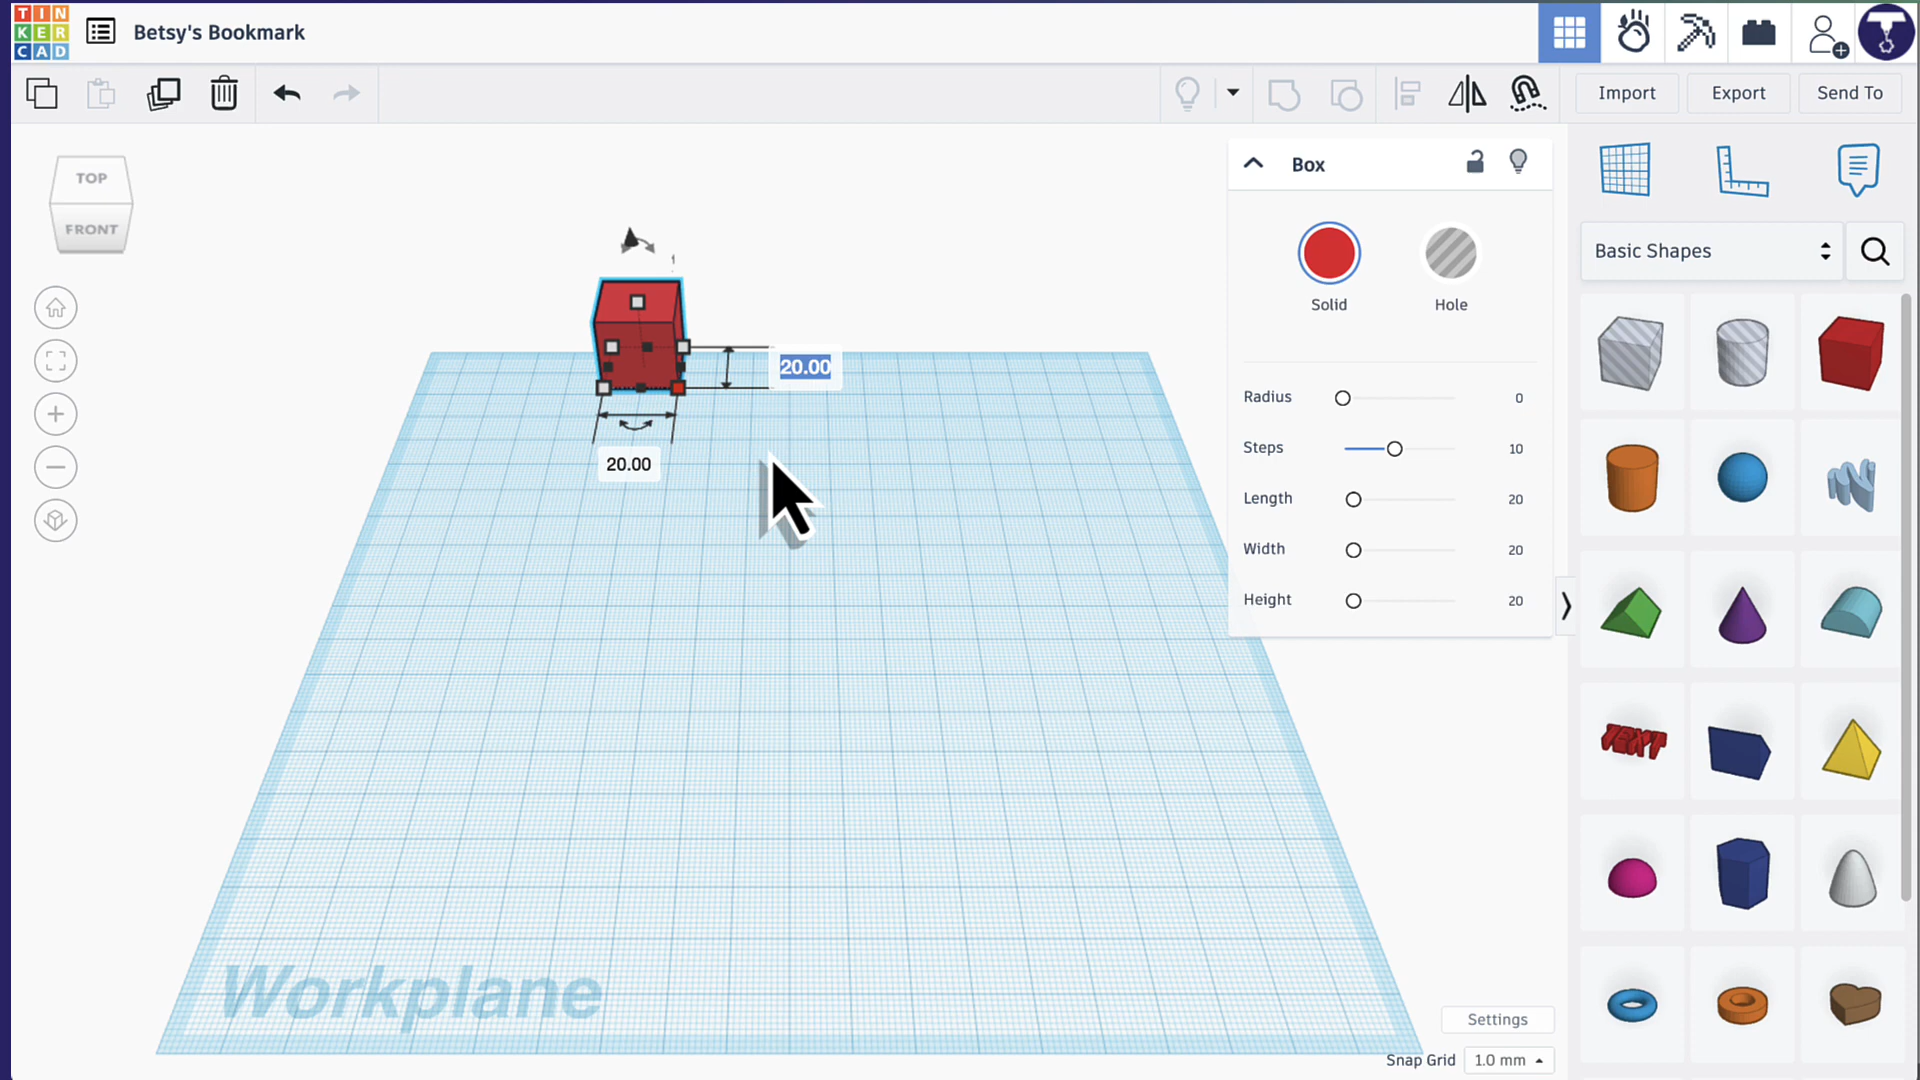 TIN
KER
CAD
Betsy's Bookmark
Import
Export
Send To
TOP
FRONT
20.00
20.00
Box
Solid
Hole
Radius 0
Steps 10
Length 20
Width 20
Height 20
Basic Shapes
TEXT
Workplane
Settings
Snap Grid 1.0 mm